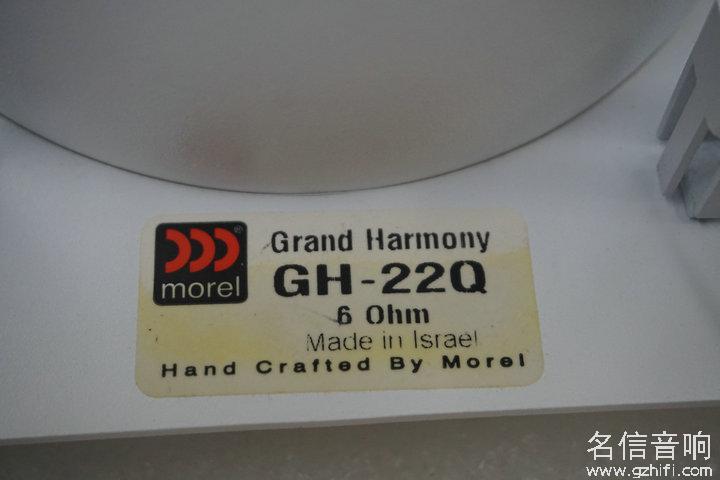 morel
®
Grand Harmony
GH-22Q
6 Ohm
Made in Israel
Hand Crafted By Morel
名信音响
www.gzhifi.com